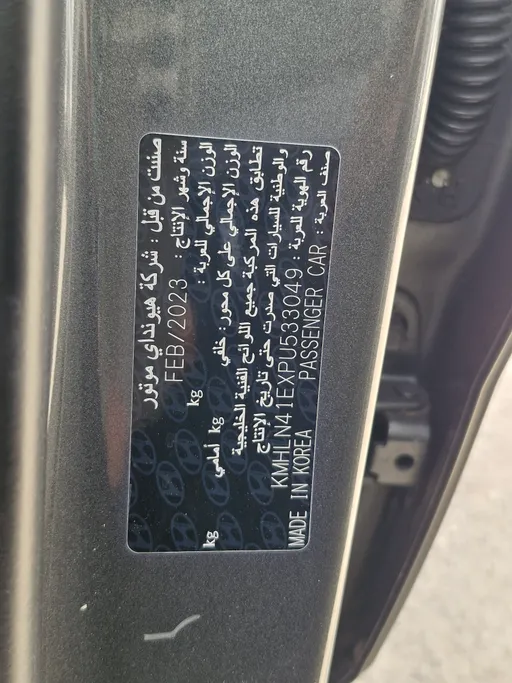 صنعت من قبل : شركة هيونداي موتور
سنة وشهر الإنتاج : FEB/2023
الوزن الإجمالي للعربة : kg
الوزن الإجمالي على كل محور: خلفي kg أمامي kg
تطابق هذه المركبة جميع اللوائح الفنية الخليجية
والوطنية للسيارات التي صدرت حتى تاريخ الإنتاج
رقم الهوية للعربة : KMHLN41EXPU533049
صنف العربة : PASSENGER CAR
MADE IN KOREA